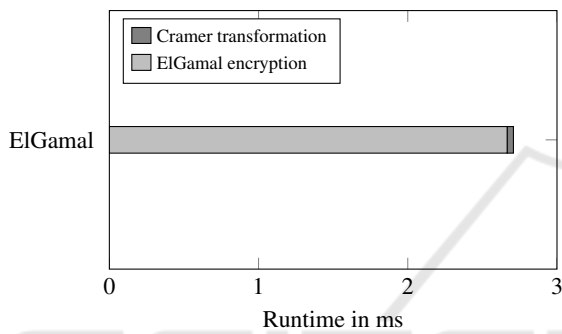 Cramer transformation
ElGamal encryption
ElGamal
0 1 2 3
Runtime in ms